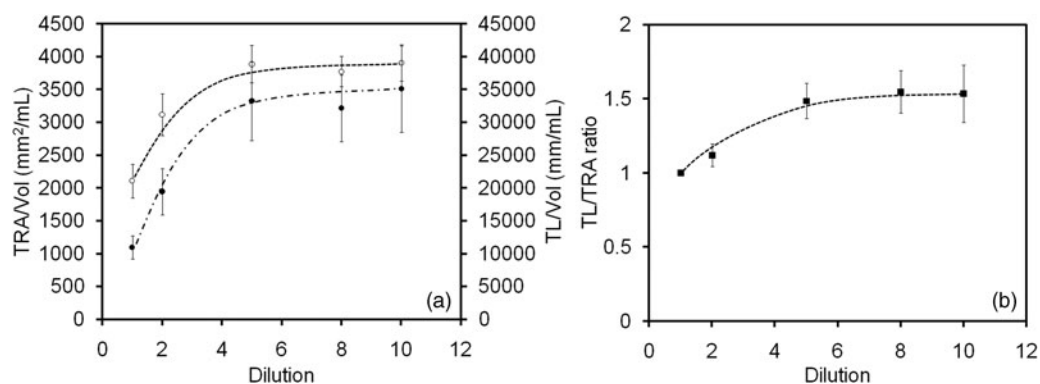 TRA/Vol (mm²/mL)
4500
4000
3500
3000
2500
2000
1500
1000
500
0
0 2 4 6 8 10 12
Dilution
(a)
45000
40000
35000
30000
25000
20000
15000
10000
5000
0
TL/Vol (mm/mL)
TL/TRA ratio
2
1.5
1
0.5
0
0 2 4 6 8 10 12
Dilution
(b)